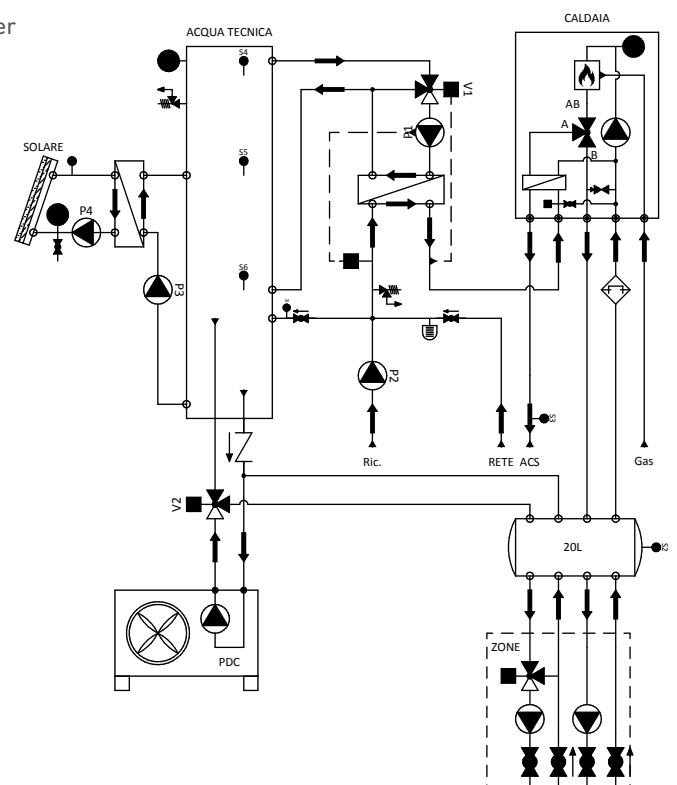 er
ACQUA TECNICA
CALDAIA
S4
V1
AB
A
B
P1
SOLARE
S5
P4
P3
S6
P2
S3
Ric.
RETE
ACS
Gas
V2
20L
S2
PDC
ZONE